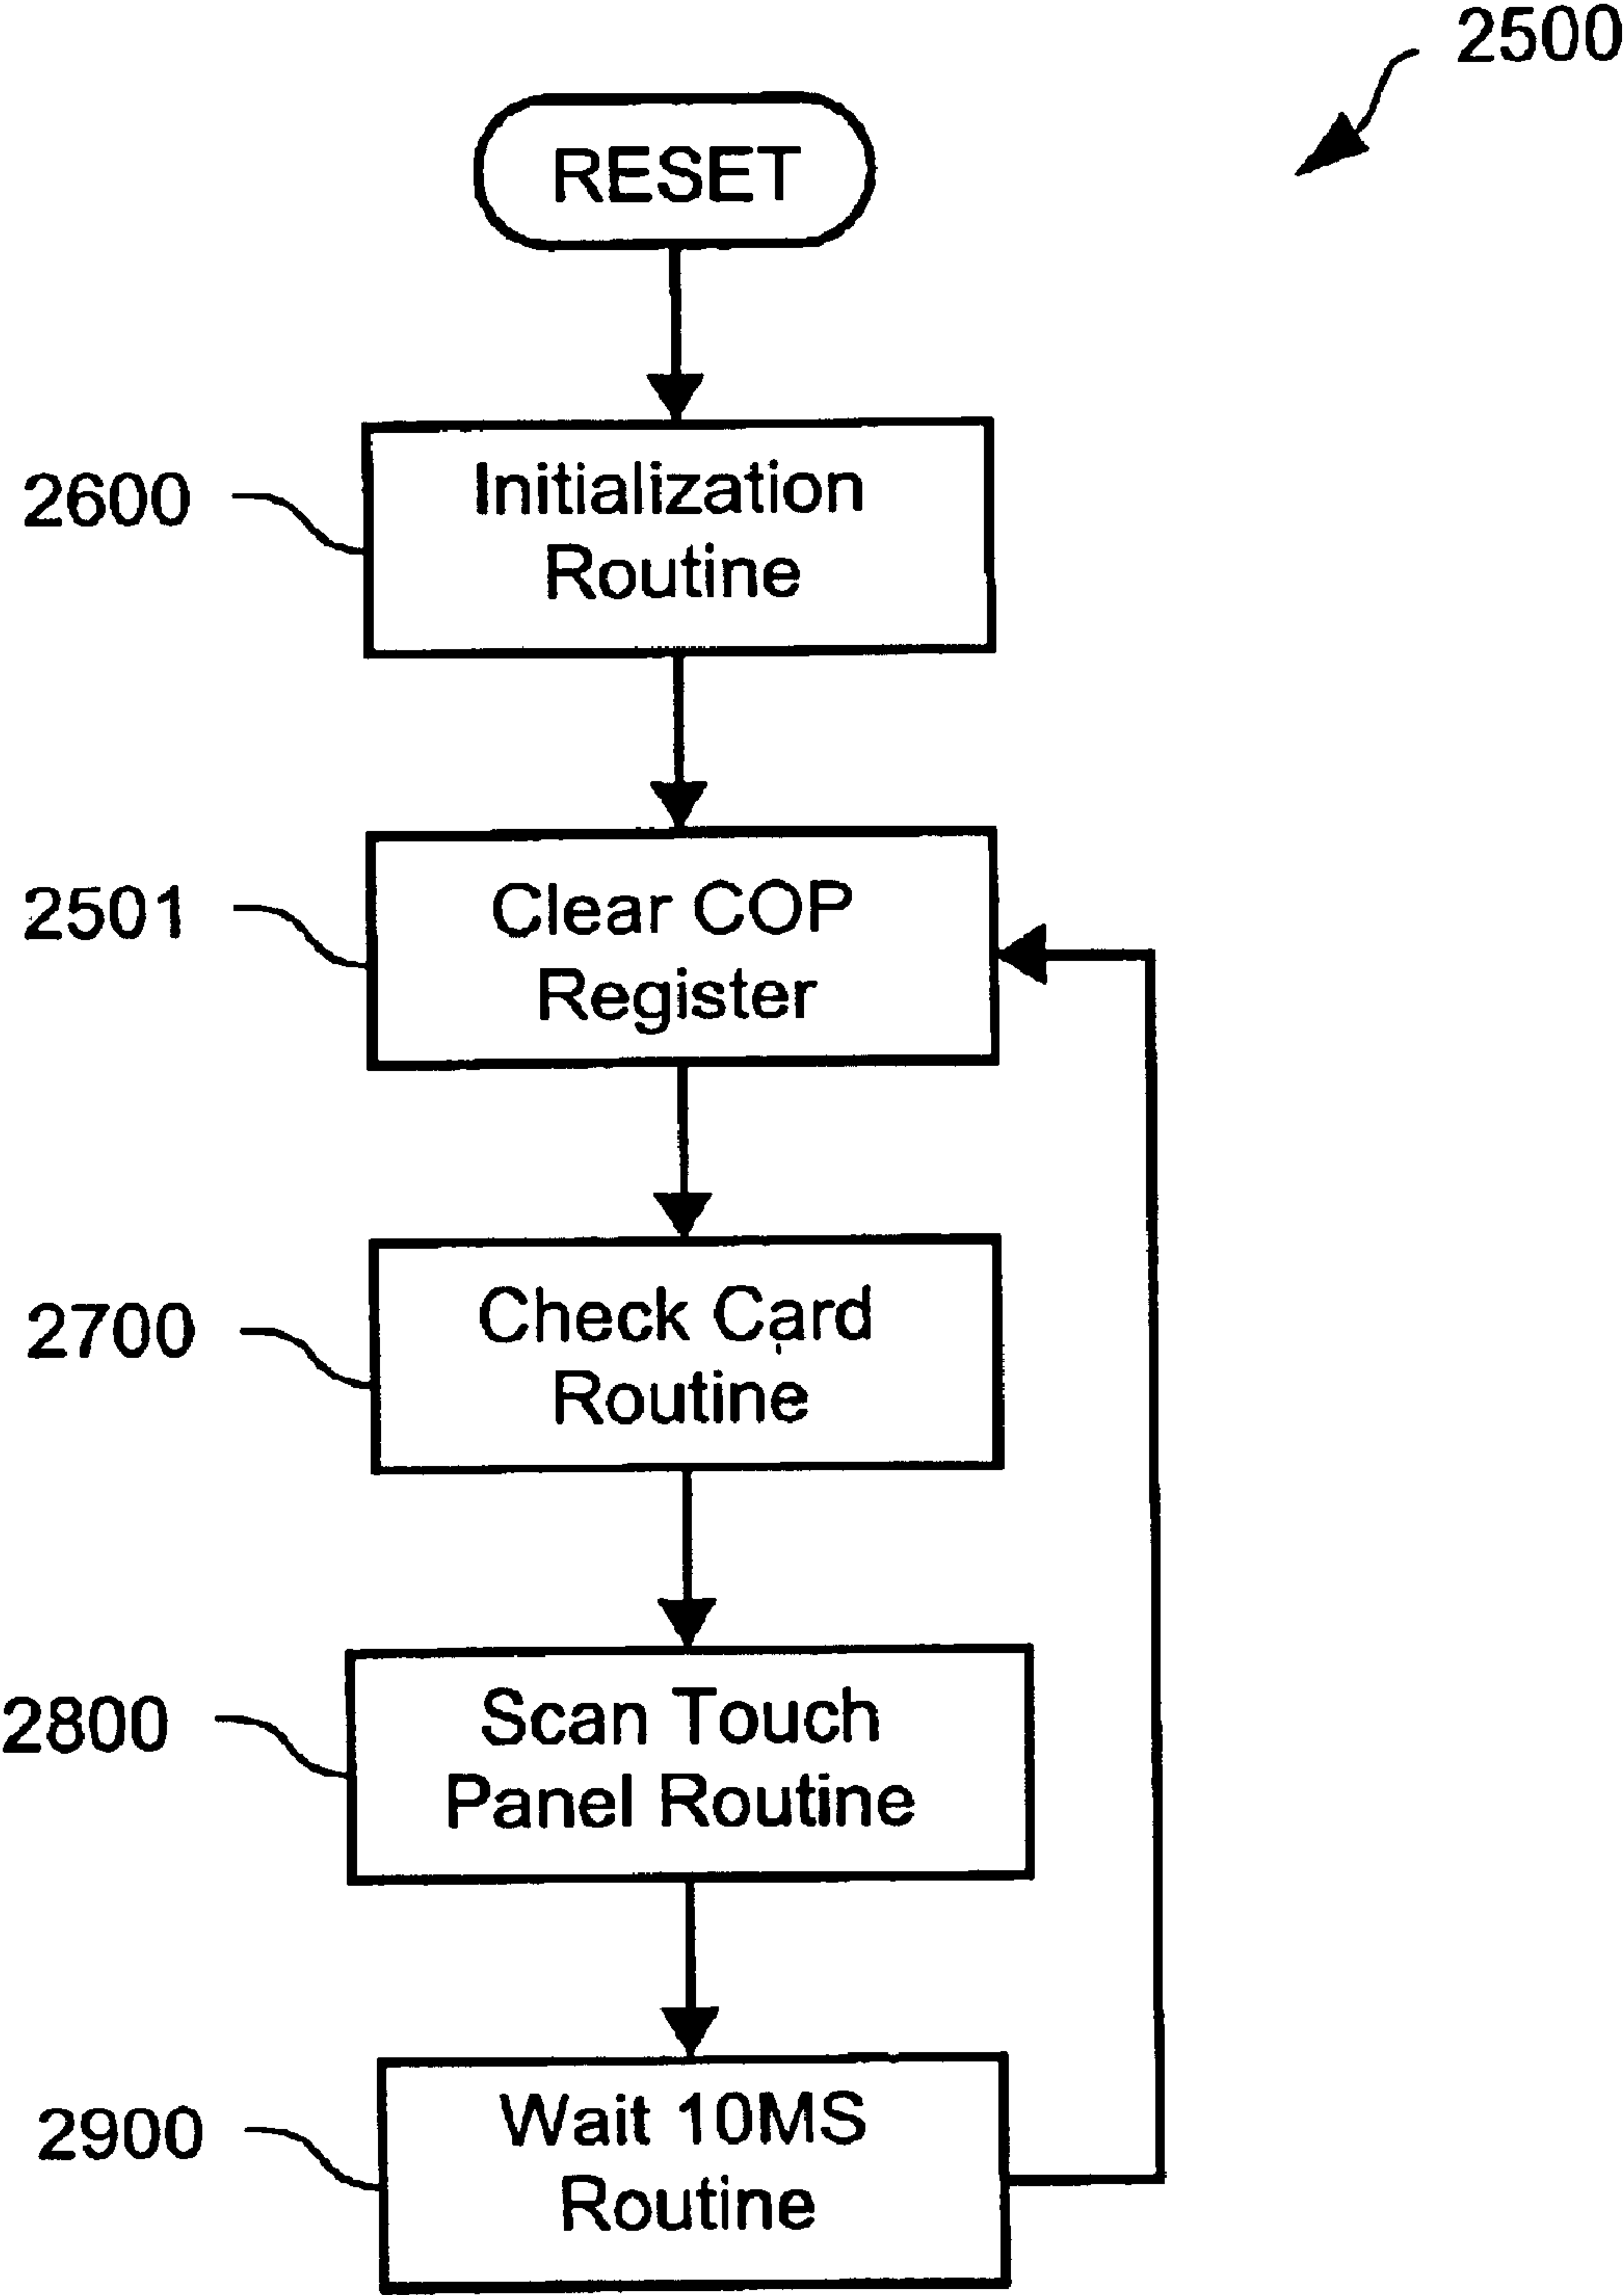 2500
RESET
2600
Initialization
Routine
2501
Clear COP
Register
2700
Check Card
Routine
2800
Scan Touch
Panel Routine
2900
Wait 10MS
Routine